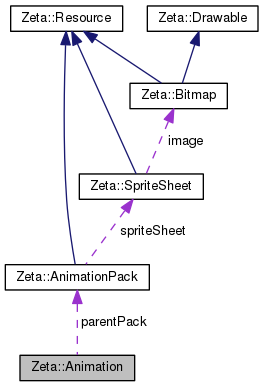 Zeta::Resource
Zeta::Drawable
Zeta::Bitmap
image
Zeta::SpriteSheet
spriteSheet
Zeta::AnimationPack
parentPack
Zeta::Animation